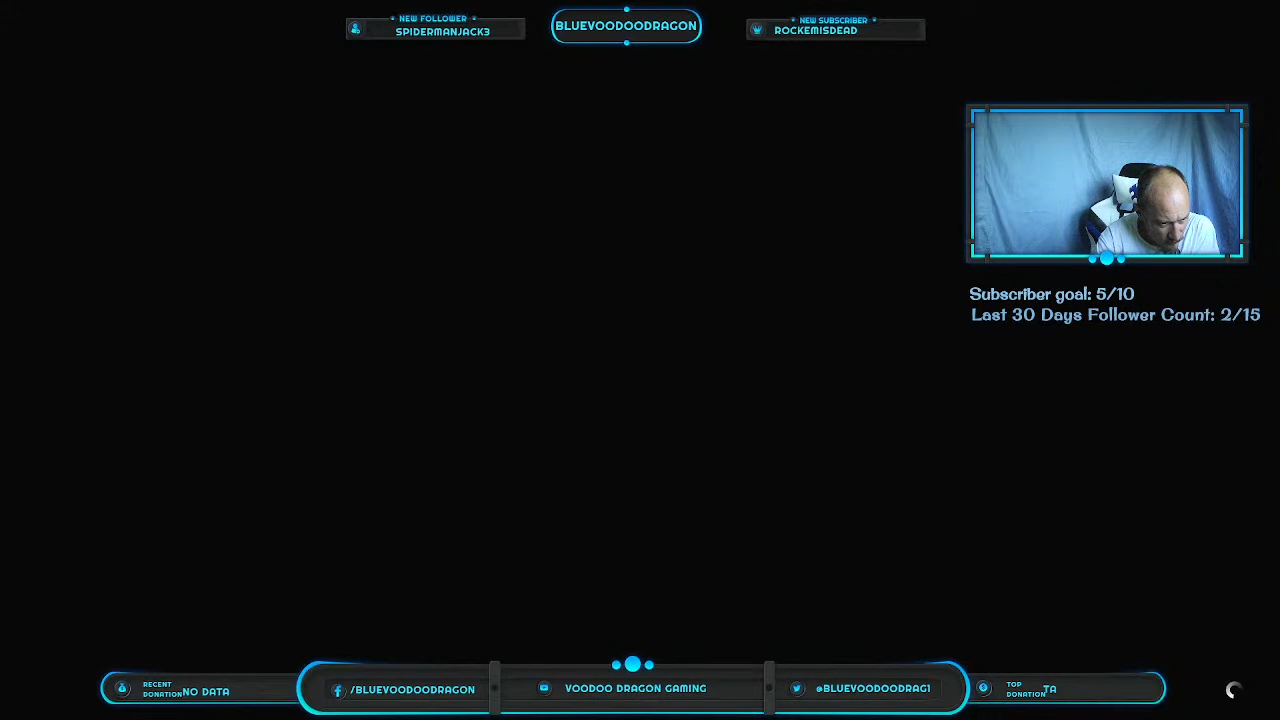 NEW FOLLOWER
SPIDERMANJACK3
BLUEVOODOODRAGON
NEW SUBSCRIBER
ROCKEMISDEAD
Subscriber goal: 5/10
Last 30 Days Follower Count: 2/15
RECENT
DONATION NO DATA
/BLUEVOODOODRAGON
VOODOO DRAGON GAMING
@BLUEVOODOODRAG1
TOP
DONATION TA